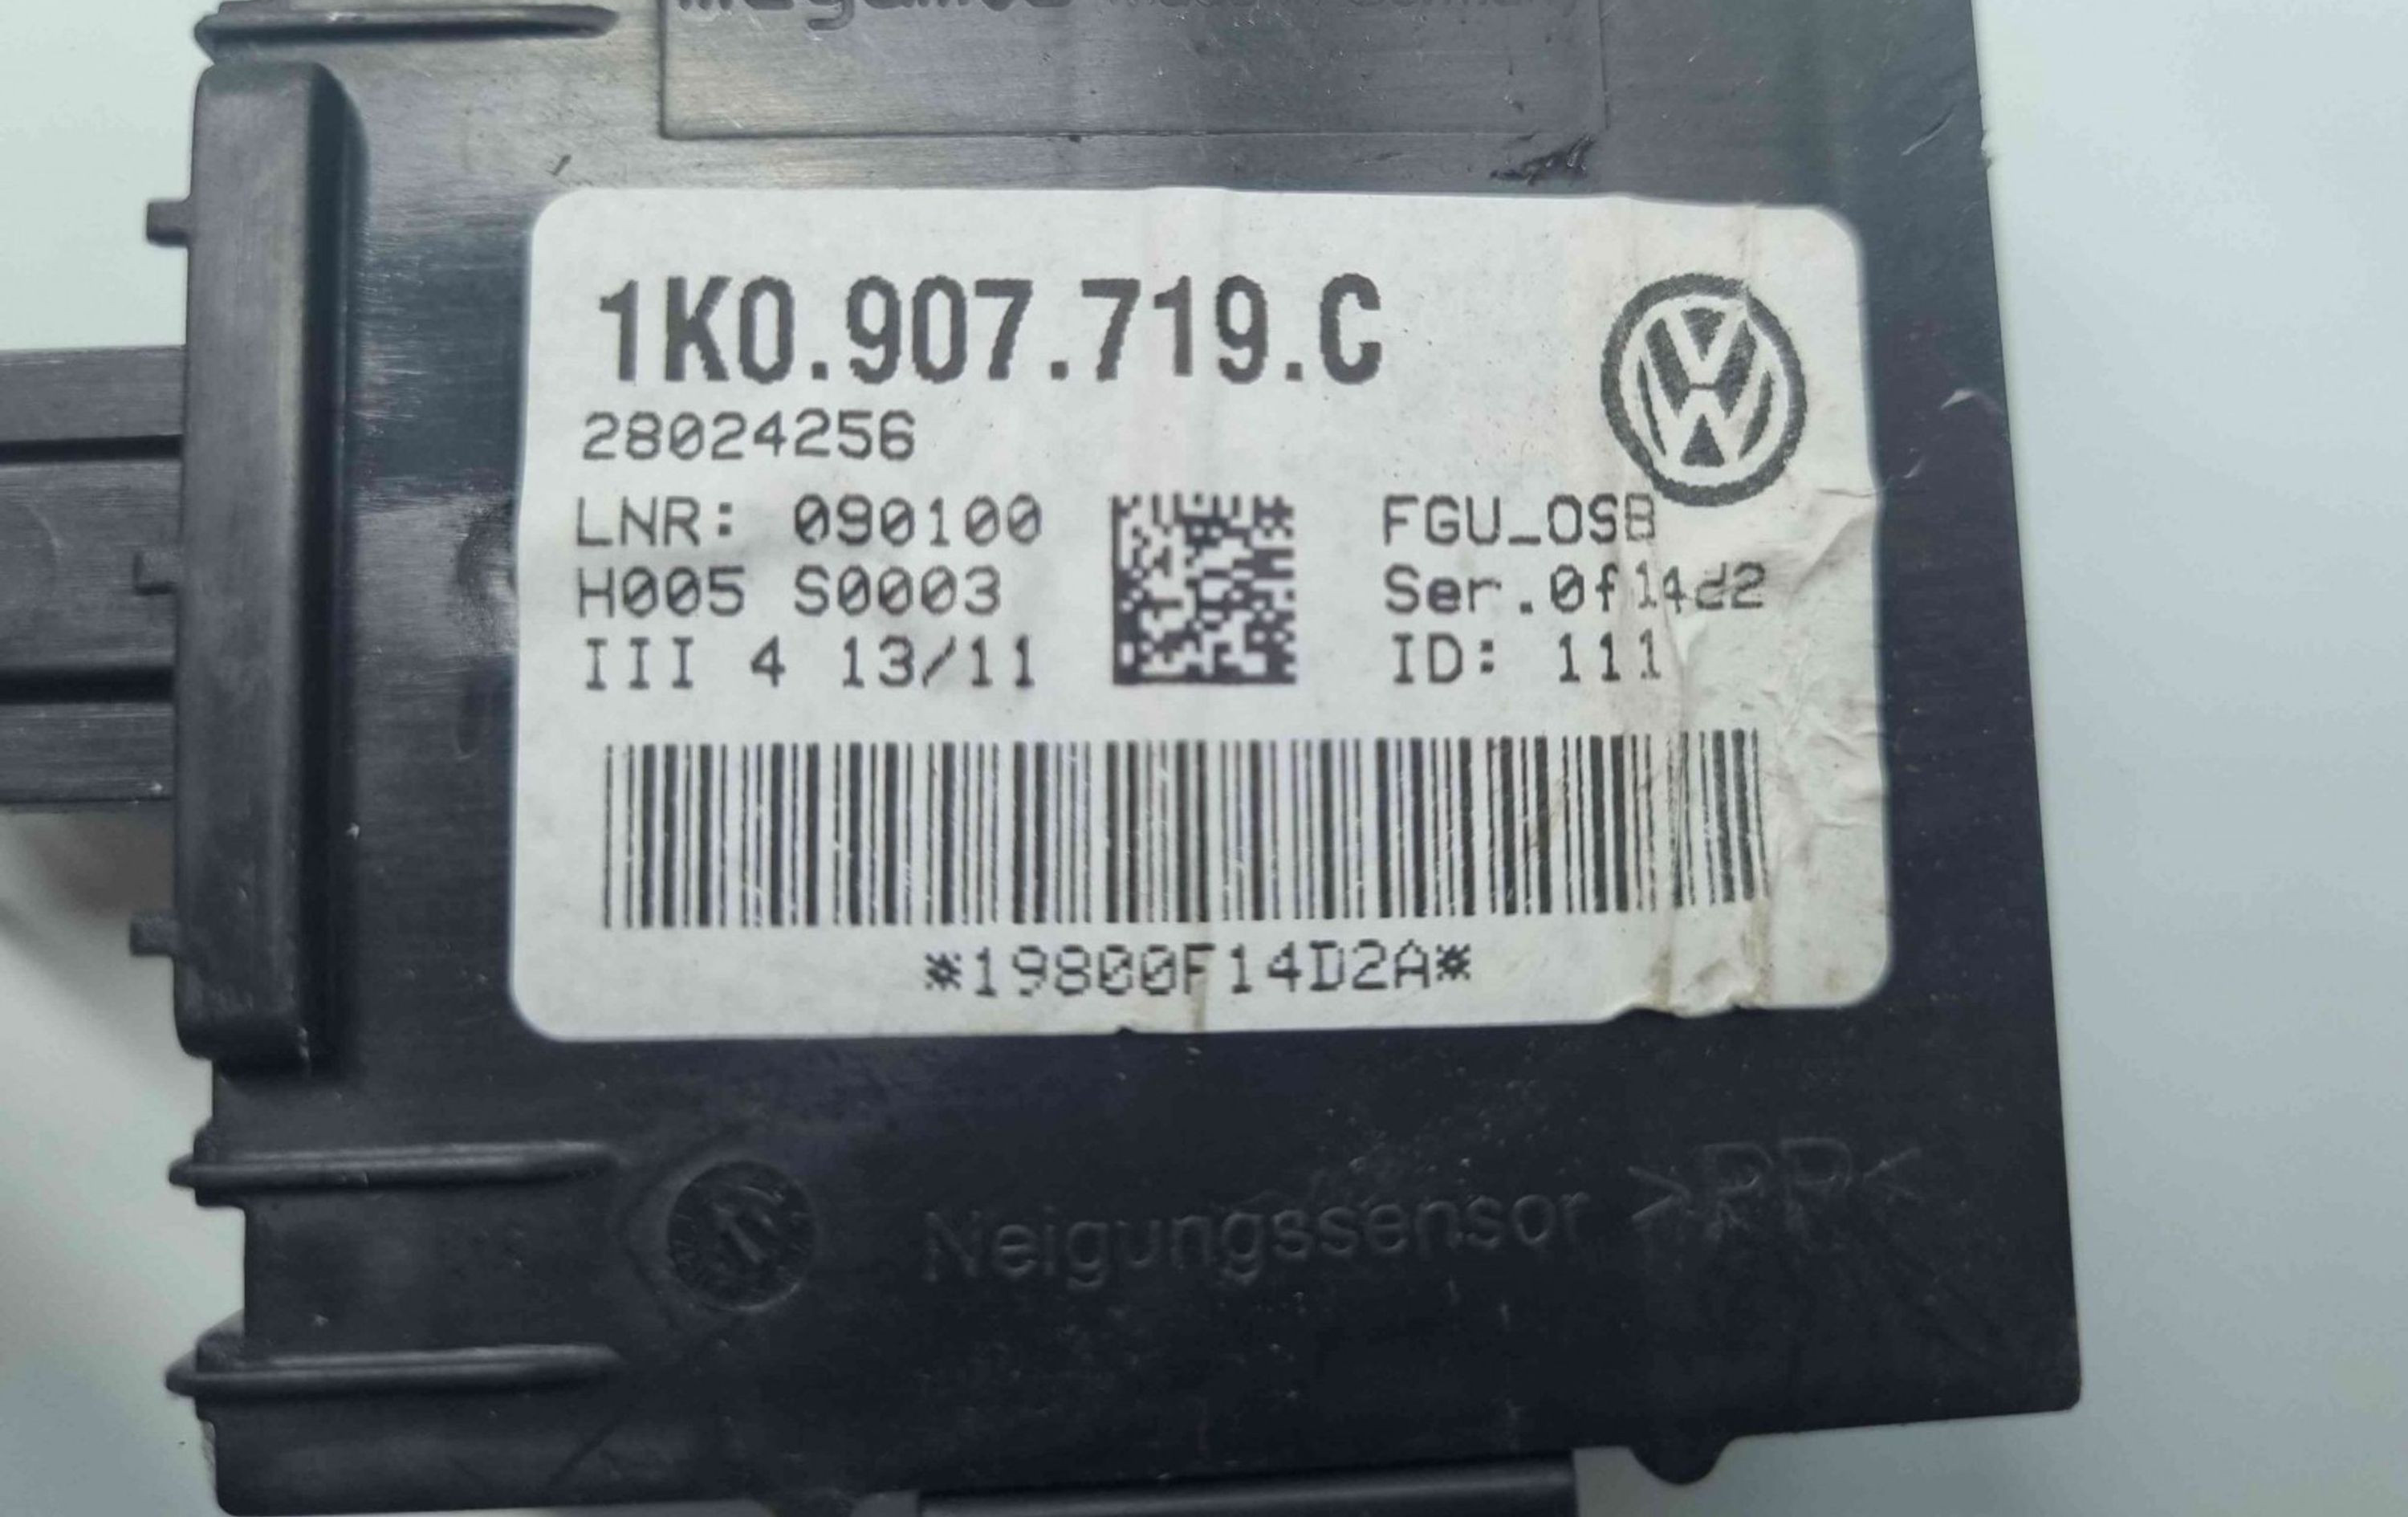 1K0.907.719.C
28024256
LNR: 090100
H005 S0003
III 4 13/11
FGU_OSB
Ser.0f14d2
ID: 111
*19800F14D2A*
Neigungssensor >PP<